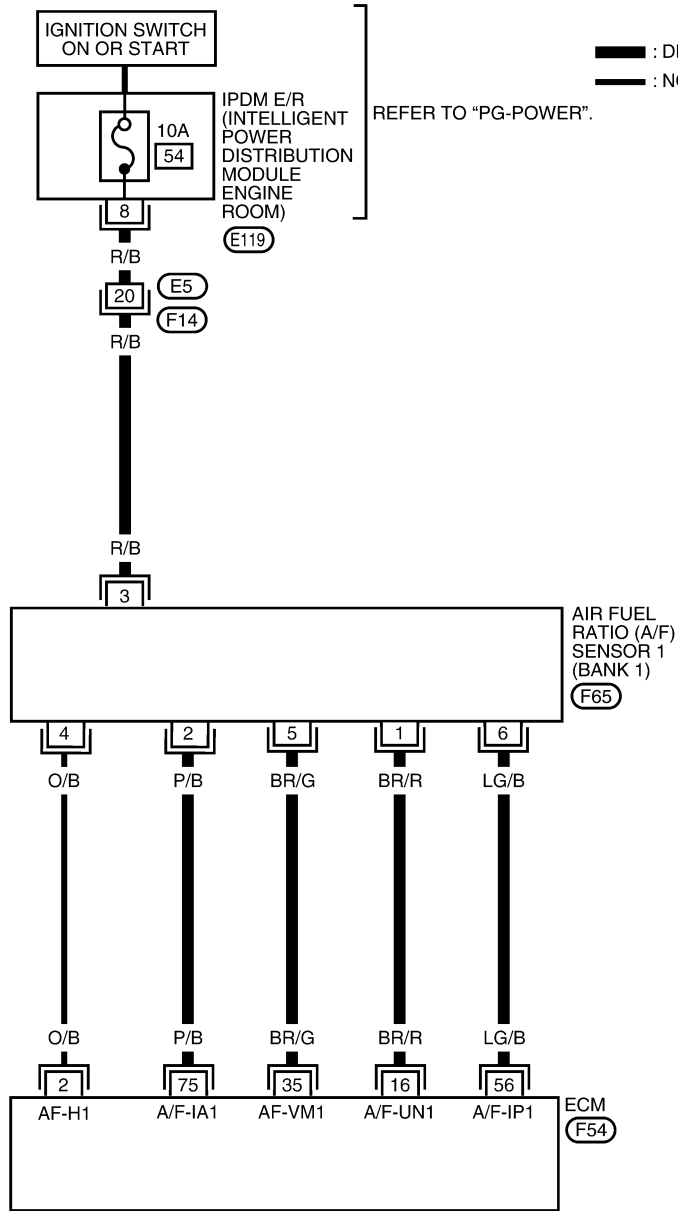 IGNITION SWITCH
ON OR START
: D
: N
IPDM E/R
(INTELLIGENT
POWER
DISTRIBUTION
MODULE
ENGINE
ROOM)
REFER TO “PG-POWER”.
10A
54
8
E119
R/B
20
E5
F14
R/B
R/B
3
AIR FUEL
RATIO (A/F)
SENSOR 1
(BANK 1)
F65
4 2 5 1 6
O/B P/B BR/G BR/R LG/B
O/B P/B BR/G BR/R LG/B
2 75 35 16 56
AF-H1 A/F-IA1 AF-VM1 A/F-UN1 A/F-IP1
ECM
F54